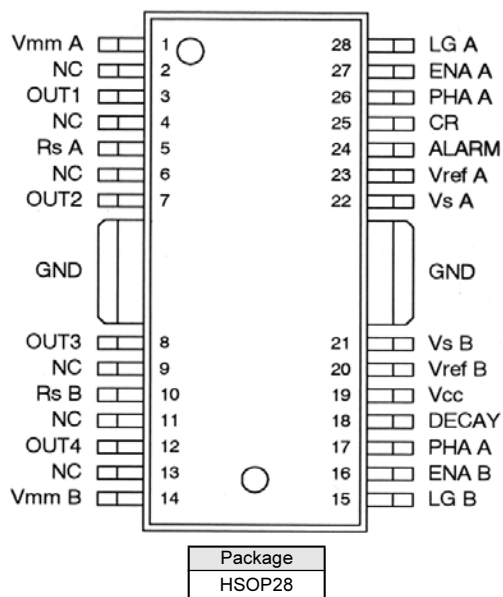 Vmm A 1 28 LG A
NC 2 27 ENA A
OUT1 3 26 PHA A
NC 4 25 CR
Rs A 5 24 ALARM
NC 6 23 Vref A
OUT2 7 22 Vs A
GND GND
OUT3 8 21 Vs B
NC 9 20 Vref B
Rs B 10 19 Vcc
NC 11 18 DECAY
OUT4 12 17 PHA A
NC 13 16 ENA B
Vmm B 14 15 LG B
Package
HSOP28